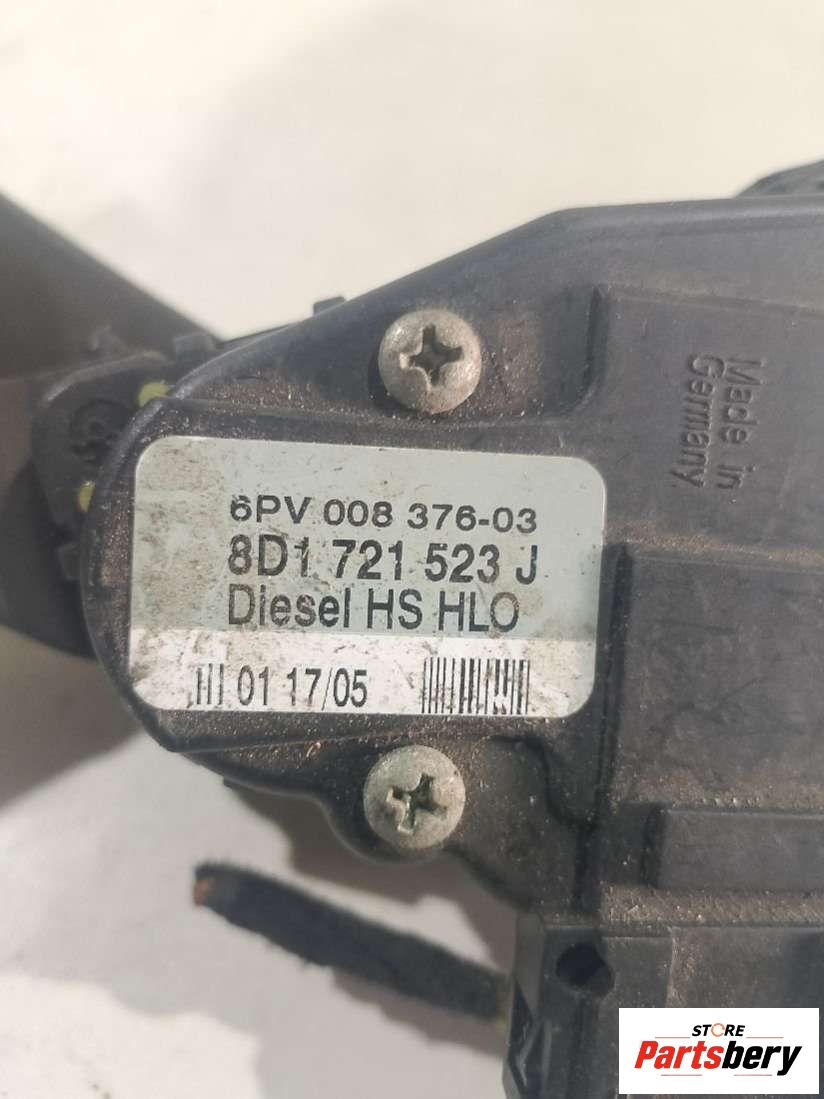 Made in
Germany
6PV 008 376-03
8D1 721 523 J
Diesel HS HLO
01 17/05
STORE
Partsbery